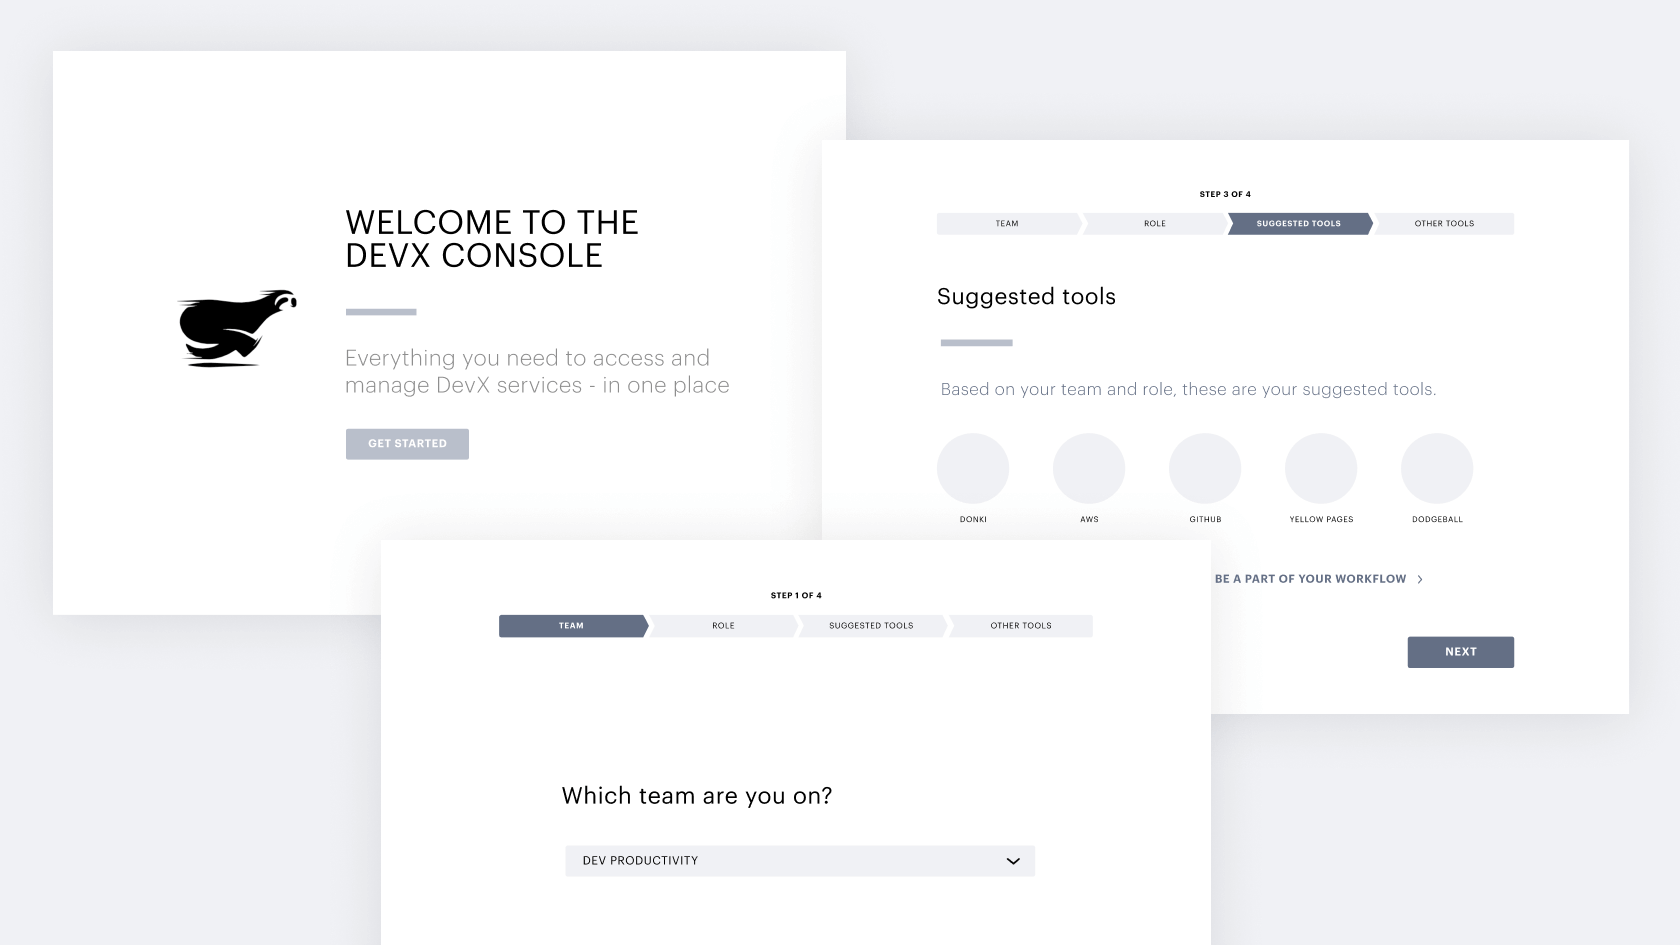 WELCOME TO THE
DEVX CONSOLE
Everything you need to access and
manage DevX services - in one place
GET STARTED
STEP 3 OF 4
TEAM
ROLE
SUGGESTED TOOLS
OTHER TOOLS
Suggested tools
Based on your team and role, these are your suggested tools.
DONKI
AWS
GITHUB
YELLOW PAGES
DODGEBALL
BE A PART OF YOUR WORKFLOW
NEXT
STEP 1 OF 4
TEAM
ROLE
SUGGESTED TOOLS
OTHER TOOLS
Which team are you on?
DEV PRODUCTIVITY